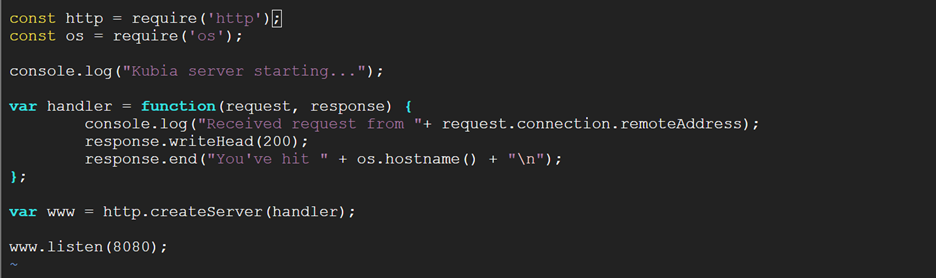 const http = require('http');
const os = require('os');
console.log("Kubia server starting...");
var handler = function(request, response) {
        console.log("Received request from "+ request.connection.remoteAddress);
        response.writeHead(200);
        response.end("You've hit " + os.hostname() + "\n");
};
var www = http.createServer(handler);
www.listen(8080);
~